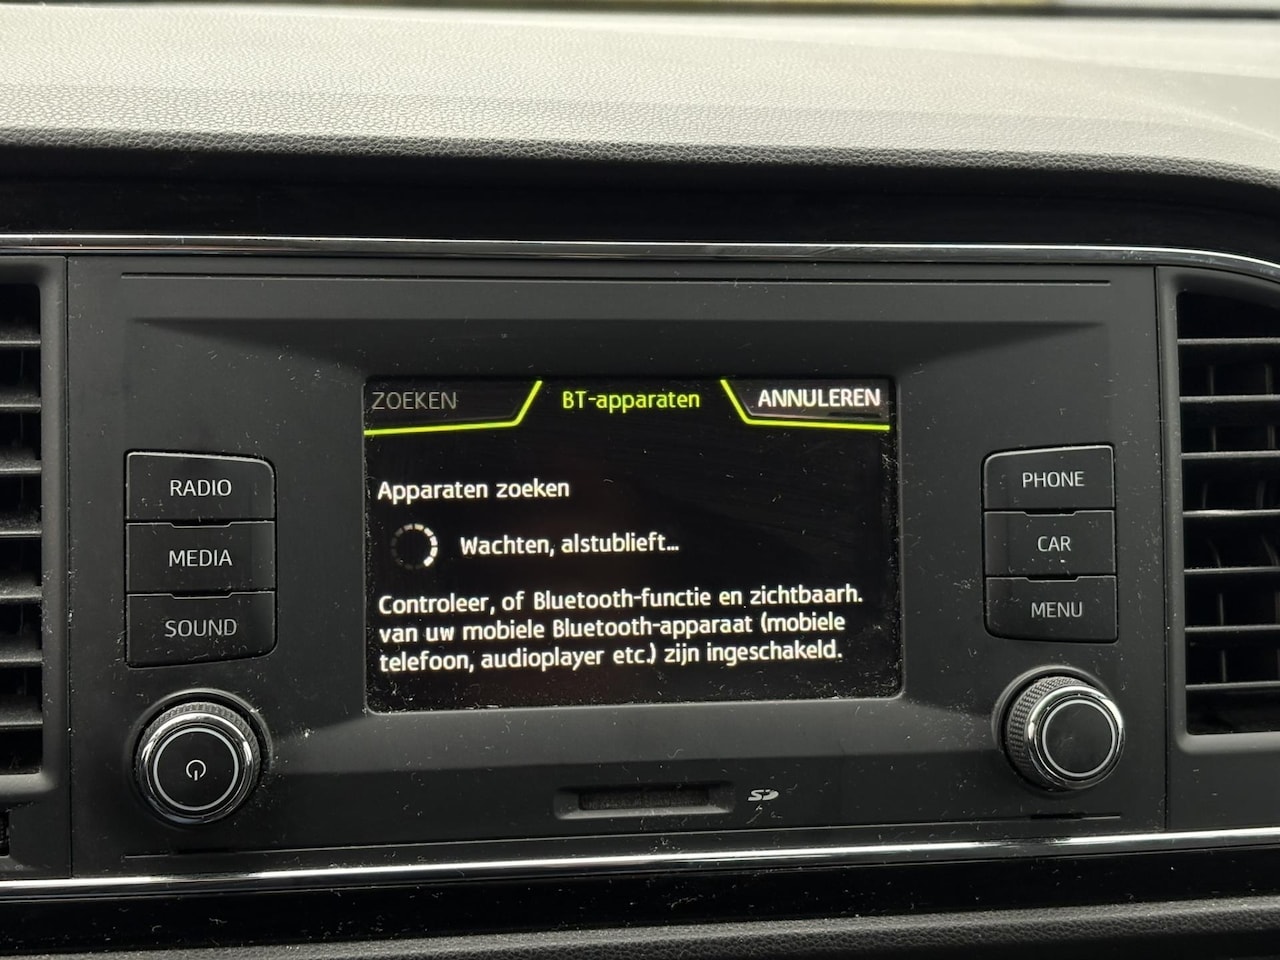 ZOEKEN BT-apparaten ANNULEREN
Apparaten zoeken
Wachten, alstublieft...
Controleer, of Bluetooth-functie en zichtbaarh.
van uw mobiele Bluetooth-apparaat (mobiele
telefoon, audioplayer etc.) zijn ingeschakeld.
RADIO
MEDIA
SOUND
PHONE
CAR
MENU
SD